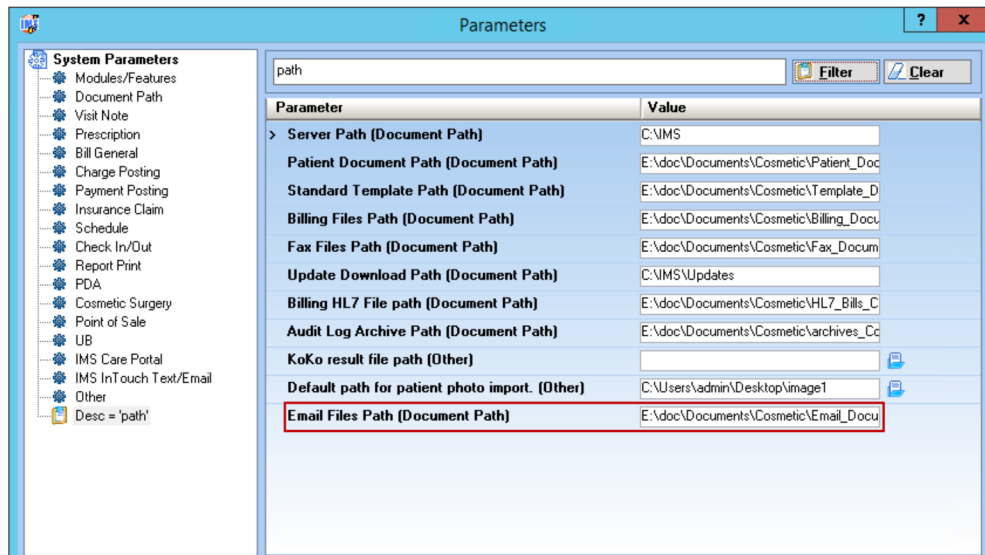 IMS
Parameters
? x
System Parameters
Modules/Features
Document Path
Visit Note
Prescription
Bill General
Charge Posting
Payment Posting
Insurance Claim
Schedule
Check In/Out
Report Print
PDA
Cosmetic Surgery
Point of Sale
UB
IMS Care Portal
IMS InTouch Text/Email
Other
Desc = 'path'
path Filter Clear
Parameter Value
> Server Path (Document Path) C:\IMS
Patient Document Path (Document Path) E:\doc\Documents\Cosmetic\Patient_Doc
Standard Template Path (Document Path) E:\doc\Documents\Cosmetic\Template_D
Billing Files Path (Document Path) E:\doc\Documents\Cosmetic\Billing_Docu
Fax Files Path (Document Path) E:\doc\Documents\Cosmetic\Fax_Docum
Update Download Path (Document Path) C:\IMS\Updates
Billing HL7 File path (Document Path) E:\doc\Documents\Cosmetic\HL7_Bills_C
Audit Log Archive Path (Document Path) E:\doc\Documents\Cosmetic\archives_Co
KoKo result file path (Other)
Default path for patient photo import. (Other) C:\Users\admin\Desktop\image1
Email Files Path (Document Path) E:\doc\Documents\Cosmetic\Email_Docu